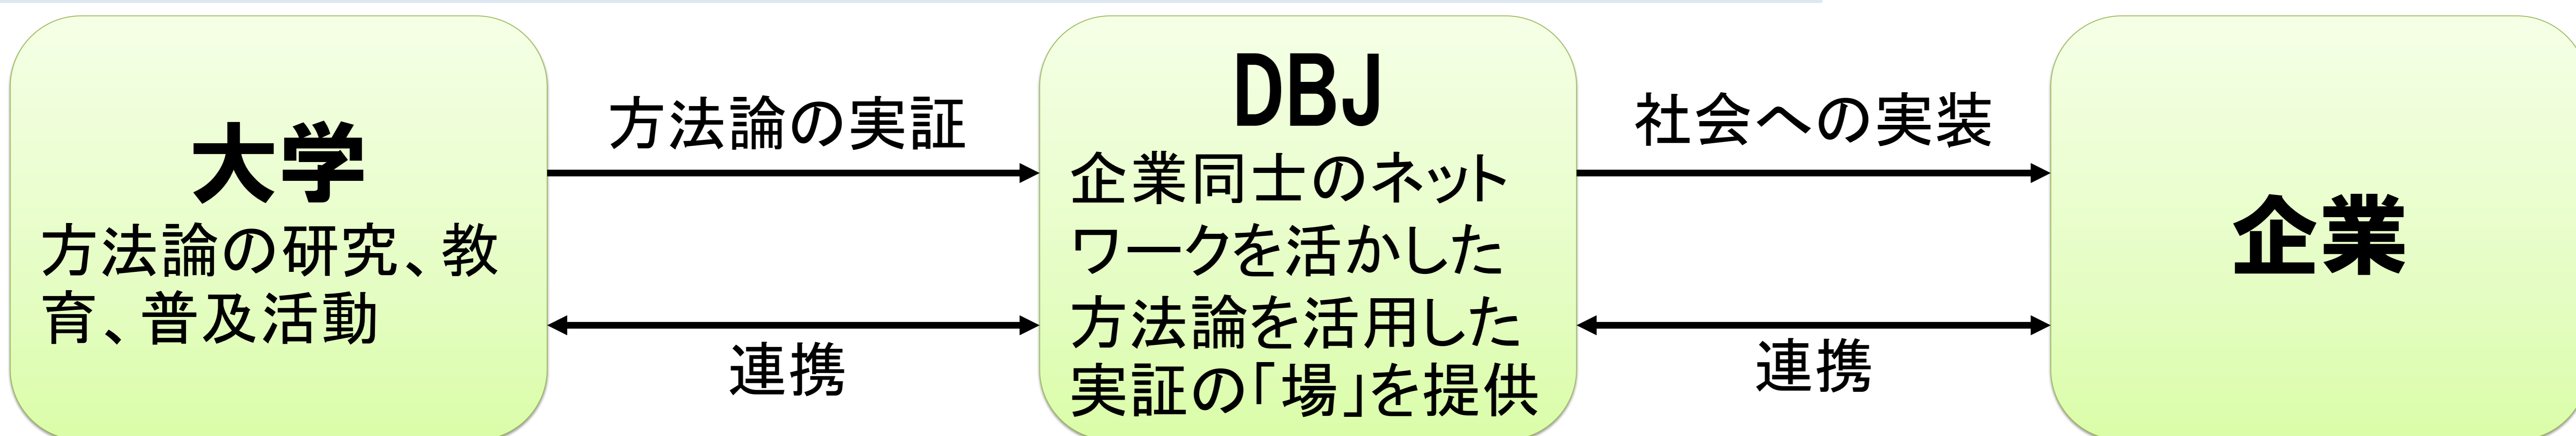 大学
方法論の研究、教
育、普及活動
方法論の実証
連携
DBJ
企業同士のネット
ワークを活かした
方法論を活用した
実証の「場」を提供
社会への実装
連携
企業